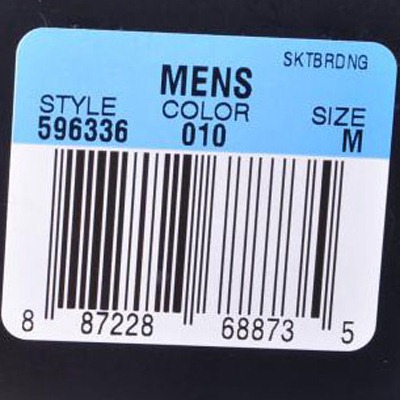 SKTBRDNG
MENS
STYLE COLOR SIZE
596336 010 M
8 87228 68873 5